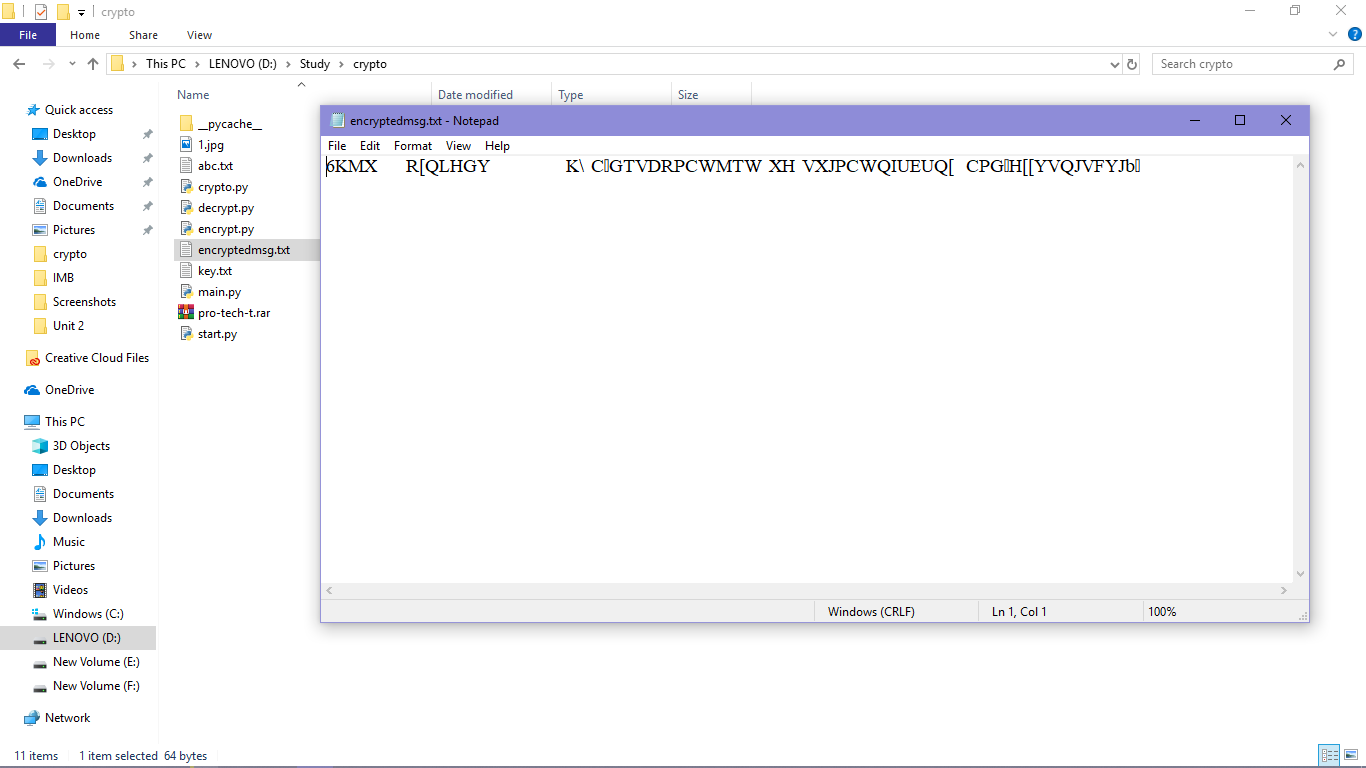 crypto
File Home Share View
This PC LENOVO (D:) Study crypto Search crypto
Name Date modified Type Size
Quick access
Desktop
Downloads
OneDrive
Documents
Pictures
crypto
IMB
Screenshots
Unit 2
Creative Cloud Files
OneDrive
This PC
3D Objects
Desktop
Documents
Downloads
Music
Pictures
Videos
Windows (C:)
LENOVO (D:)
New Volume (E:)
New Volume (F:)
Network
__pycache__
1.jpg
abc.txt
crypto.py
decrypt.py
encrypt.py
encryptedmsg.txt
key.txt
main.py
pro-tech-t.rar
start.py
encryptedmsg.txt - Notepad
File Edit Format View Help
6KMX R[QLHGY K\ C▯GTVDRPCWMTW XH VXJPCWQIUEUQ[ CPG▯H[[YVQJVFYJb▯
Windows (CRLF) Ln 1, Col 1 100%
11 items 1 item selected 64 bytes